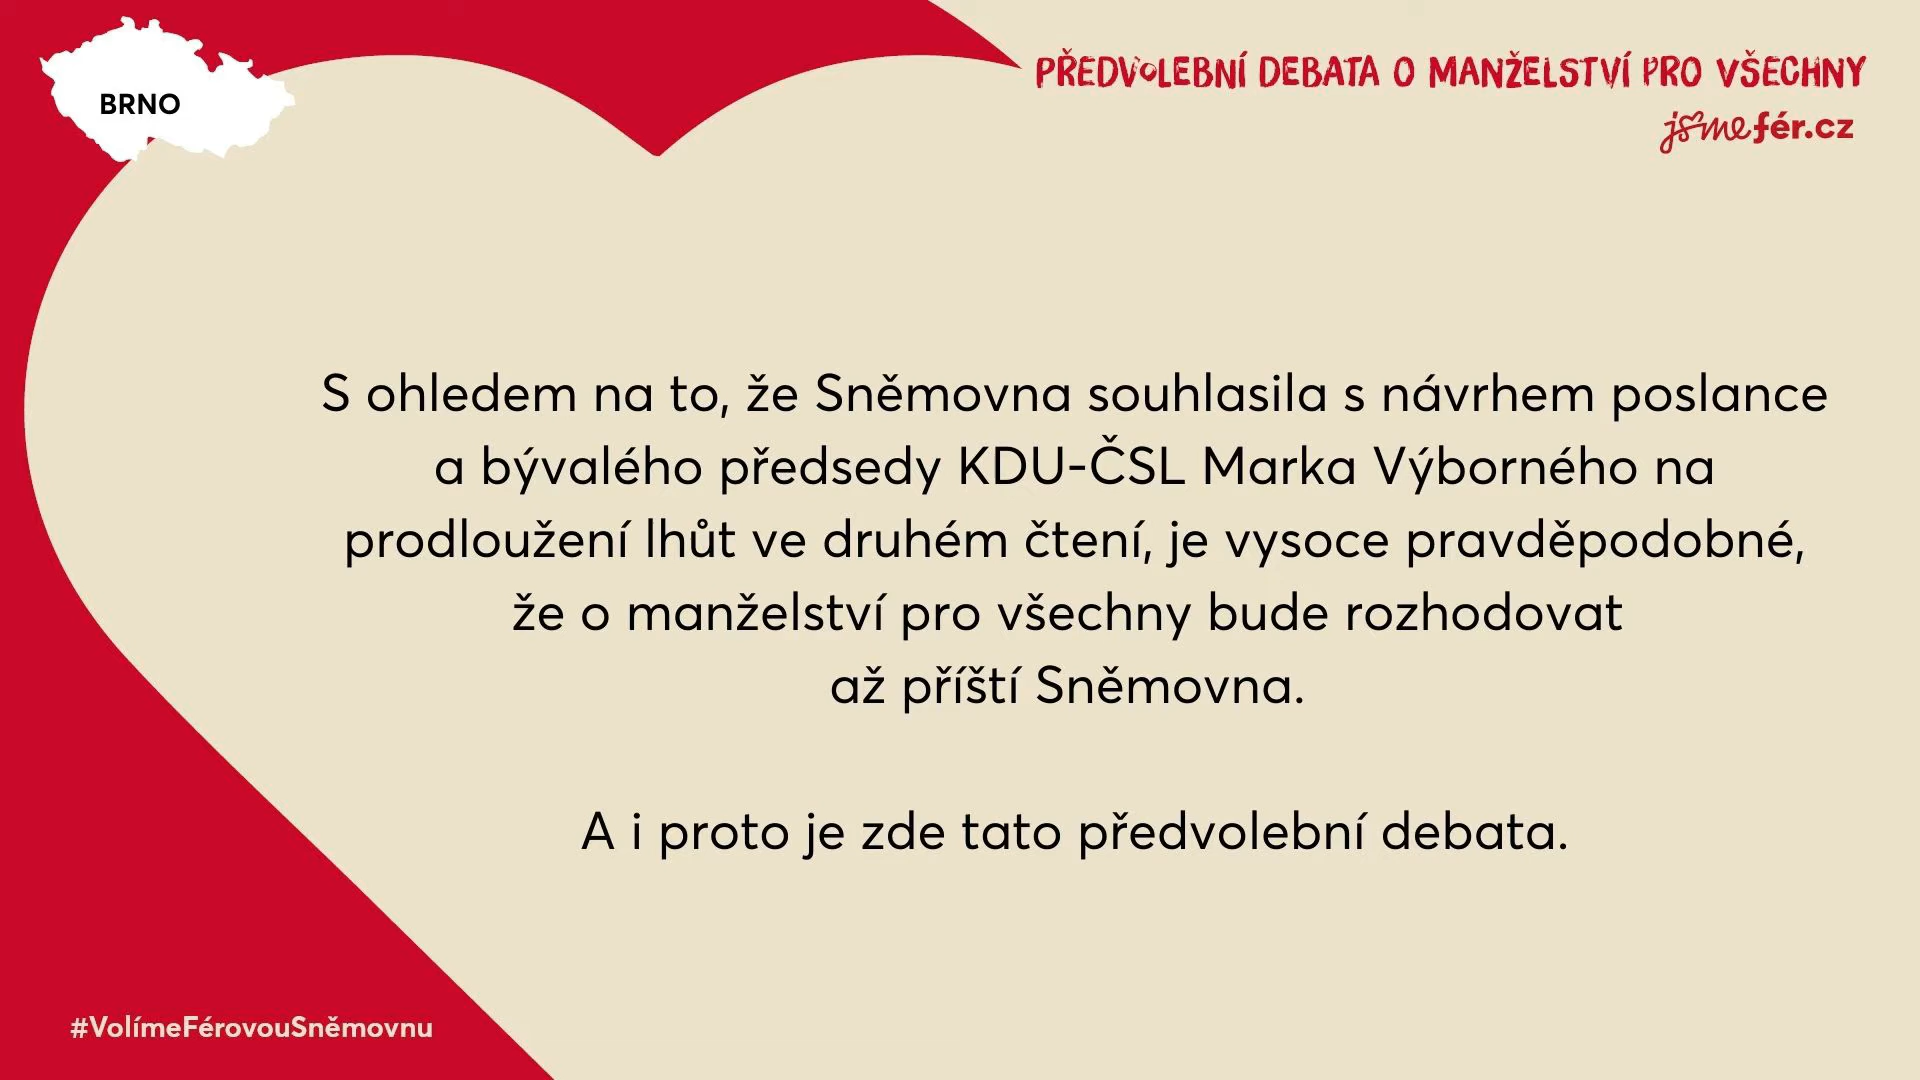 BRNO
PŘEDVOLEBNÍ DEBATA O MANŽELSTVÍ PRO VŠECHNY
jsmefér.cz
S ohledem na to, že Sněmovna souhlasila s návrhem poslance
a bývalého předsedy KDU-ČSL Marka Výborného na
prodloužení lhůt ve druhém čtení, je vysoce pravděpodobné,
že o manželství pro všechny bude rozhodovat
až příští Sněmovna.
A i proto je zde tato předvolební debata.
#VolímeFérovouSněmovnu